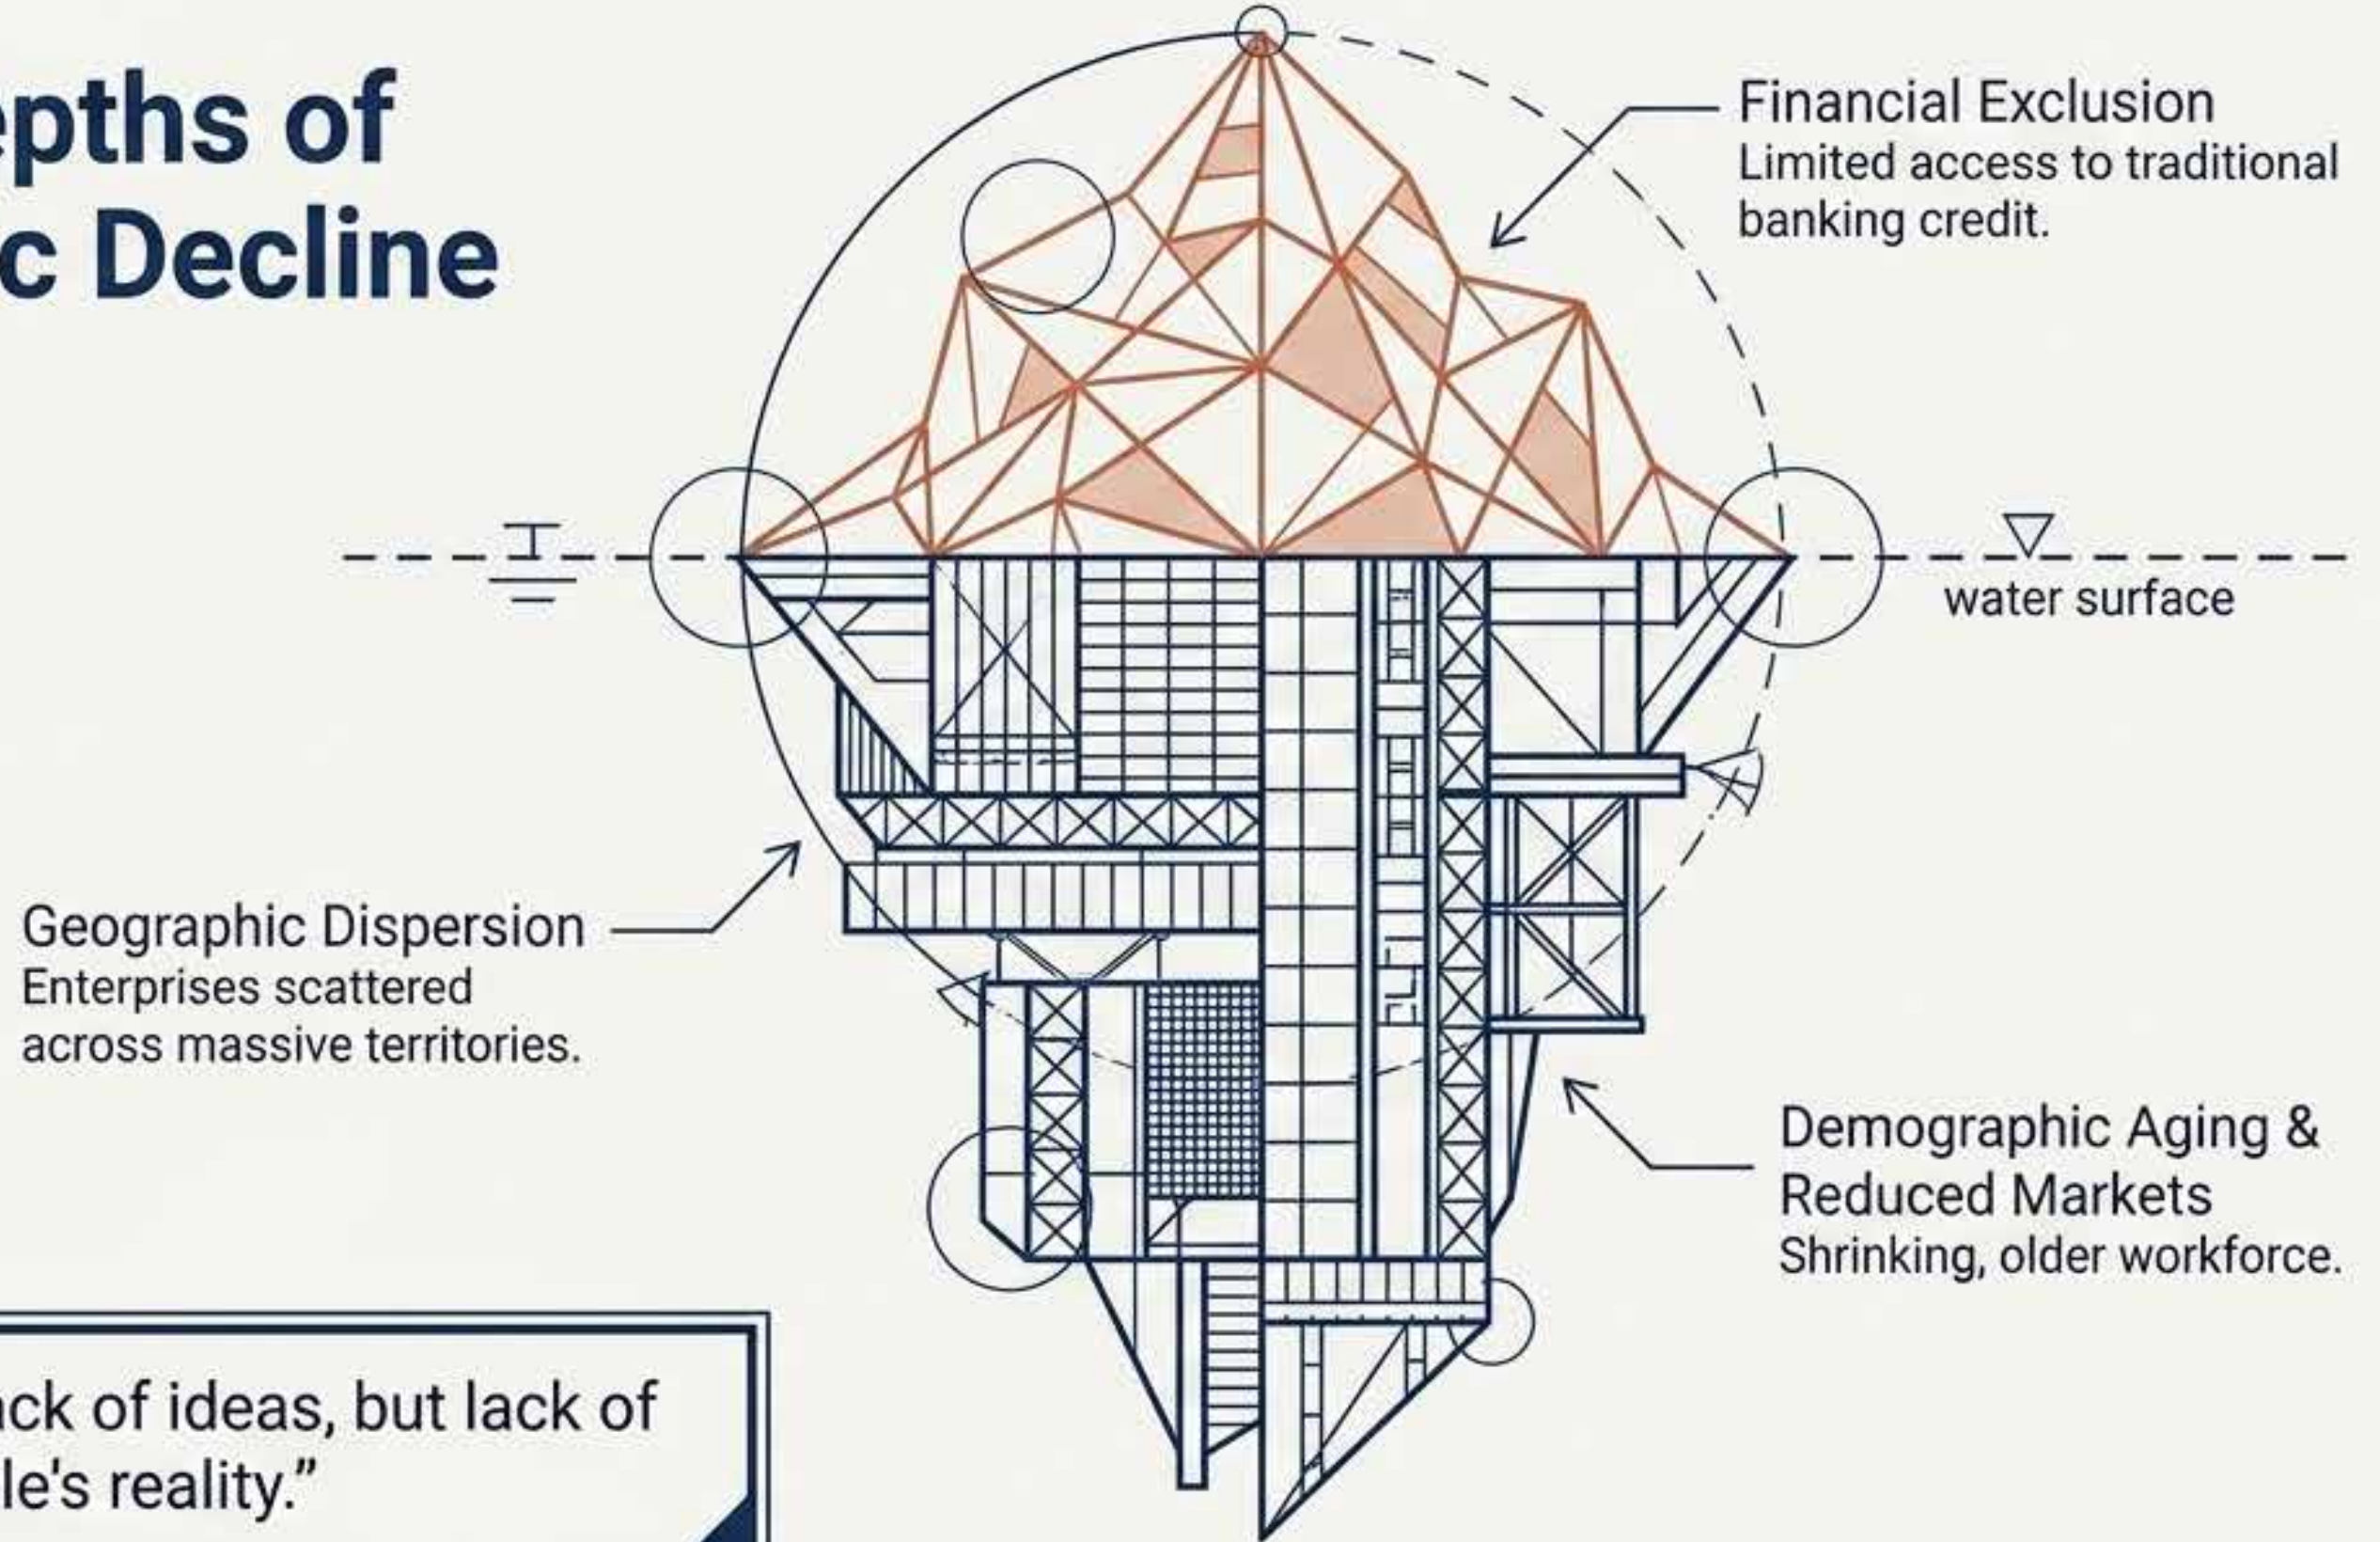 epths of
c Decline
Financial Exclusion
Limited access to traditional
banking credit.
water surface
Geographic Dispersion
Enterprises scattered
across massive territories.
Demographic Aging &
Reduced Markets
Shrinking, older workforce.
ack of ideas, but lack of
le's reality.”